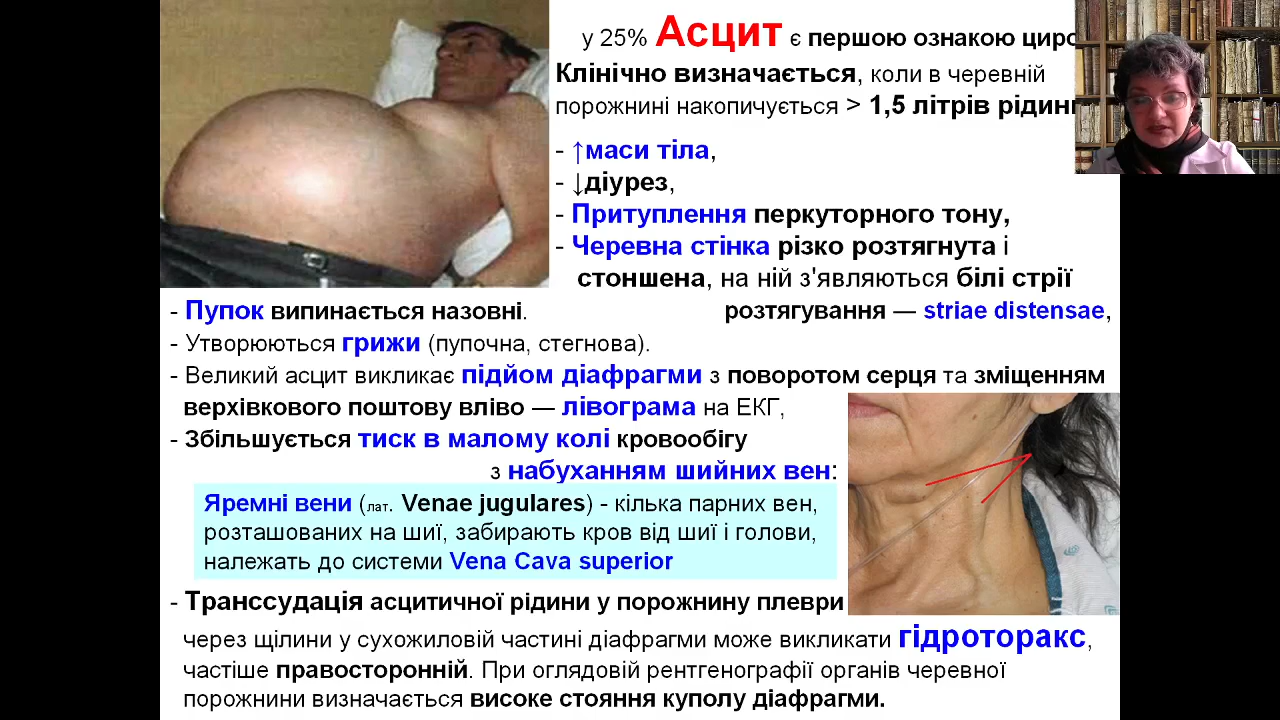 у 25% Асцит є першою ознакою
Клінічно визначається, коли в черевній
порожнині накопичується > 1,5 літрів
- ↑маси тіла,
- ↓діурез,
- Притуплення перкуторного тону,
- Черевна стінка різко розтягнута і
стоншена, на ній з'являються білі стрії
розтягування — striae distensae,
- Пупок випинається назовні.
- Утворюються грижи (пупочна, стегнова).
- Великий асцит викликає підйом діафрагми з поворотом серця та зміщенням
верхівкового поштову вліво — лівограма на ЕКГ,
- Збільшується тиск в малому колі кровообігу
з набуханням шийних вен:
Яремні вени (лат. Venae jugulares) - кілька парних вен,
розташованих на шиї, забирають кров від шиї і голови,
належать до системи Vena Cava superior
- Транссудація асцитичної рідини у порожнину плеври
через щілини у сухожиловій частині діафрагми може викликати гідроторакс,
частіше правосторонній. При оглядовій рентгенографії органів черевної
порожнини визначається високе стояння куполу діафрагми.